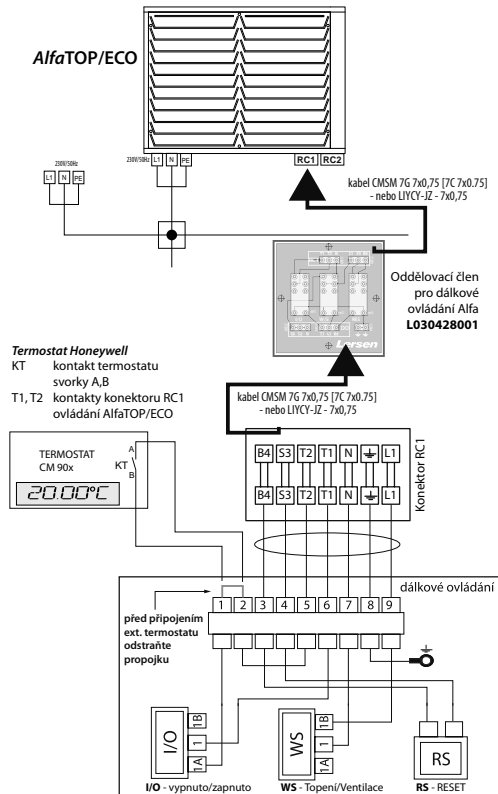 AlfaTOP/ECO
230V/50Hz
L1 N PE
230V/50Hz
L1 N PE
RC1 RC2
kabel CMSM 7G 7x0,75 [7C 7x0.75]
- nebo LIYCY-JZ - 7x0,75
Oddělovací člen
pro dálkové
ovládání Alfa
L030428001
Lersen
Termostat Honeywell
KT kontakt termostatu
svorky A,B
T1, T2 kontakty konektoru RC1
ovládání AlfaTOP/ECO
kabel CMSM 7G 7x0,75 [7C 7x0.75]
- nebo LIYCY-JZ - 7x0,75
TERMOSTAT
CM 90x
A
KT
B
20.00°C
B4 S3 T2 T1 N L1
B4 S3 T2 T1 N L1
Konektor RC1
dálkové ovládání
1 2 3 4 5 6 7 8 9
před připojením
ext. termostatu
odstraňte
propojku
I/O
1B
1
1A
WS
1B
1
1A
RS
I/O - vypnuto/zapnuto
WS - Topení/Ventilace
RS - RESET